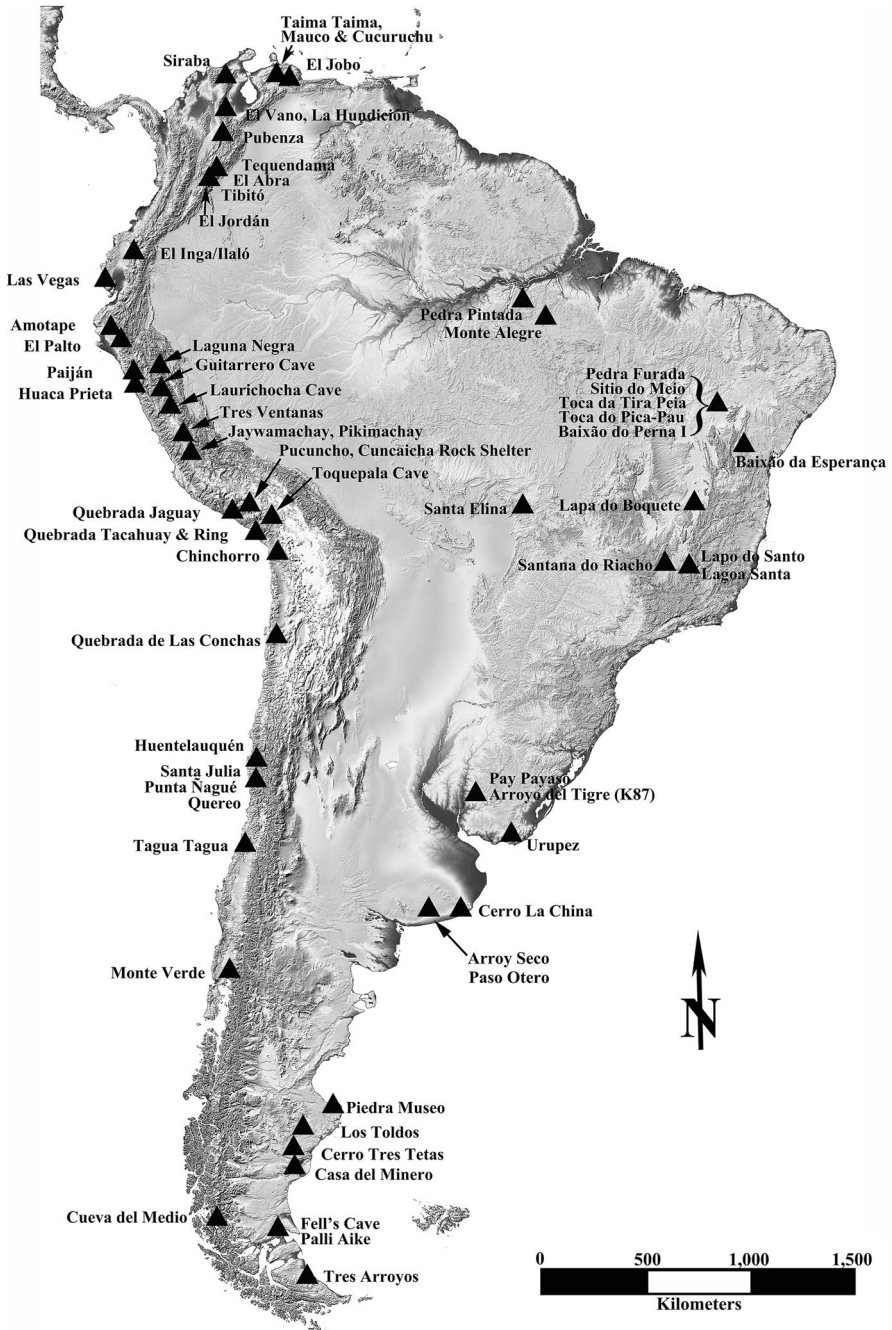 Taima Taima,
Mauco & Cucuruchu
Siraba
El Jobo
El Vano, La Hundición
Pubenza
Tequendama
El Abra
Tibitó
El Jordán
El Inga/Ilaló
Las Vegas
Pedra Pintada
Monte Alegre
Amotape
El Palto
Laguna Negra
Paiján
Guitarrero Cave
Huaca Prieta
Laurichocha Cave
Pedra Furada
Sitio do Meio
Toca da Tira Peia
Toca do Pica-Pau
Baixão do Perna I
Tres Ventanas
Jaywamachay, Pikimachay
Baixão da Esperança
Pucuncho, Cuncaicha Rock Shelter
Toquepala Cave
Santa Elina
Lapa do Boquete
Quebrada Jaguay
Quebrada Tacahuay & Ring
Chinchorro
Santana do Riacho
Lapo do Santo
Lagoa Santa
Quebrada de Las Conchas
Huentelauquén
Santa Julia
Punta Ñagué
Quereo
Pay Payaso
Arroyo del Tigre (K87)
Tagua Tagua
Urupez
Cerro La China
Arroy Seco
Paso Otero
Monte Verde
N
Piedra Museo
Los Toldos
Cerro Tres Tetas
Casa del Minero
Cueva del Medio
Fell's Cave
Palli Aike
Tres Arroyos
0 500 1,000 1,500
Kilometers